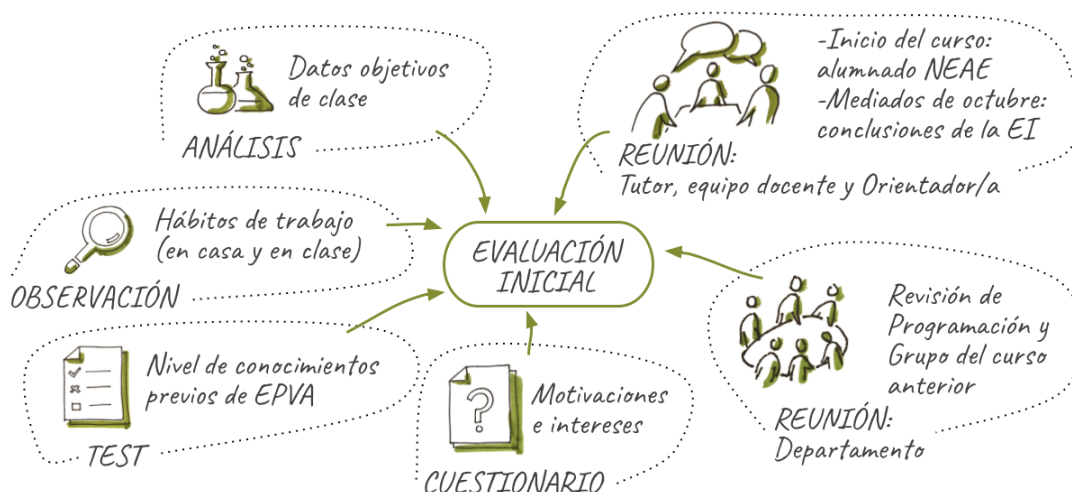 Datos objetivos
de clase
ANÁLISIS
-Inicio del curso:
alumnado NEAE
-Mediados de octubre:
conclusiones de la EI
REUNIÓN:
Tutor, equipo docente y Orientador/a
Hábitos de trabajo
(en casa y en clase)
OBSERVACIÓN
EVALUACIÓN
INICIAL
Revisión de
Programación y
Grupo del curso
anterior
REUNIÓN:
Departamento
Nivel de conocimientos
previos de EPVA
TEST
?
Motivaciones
e intereses
CUESTIONARIO